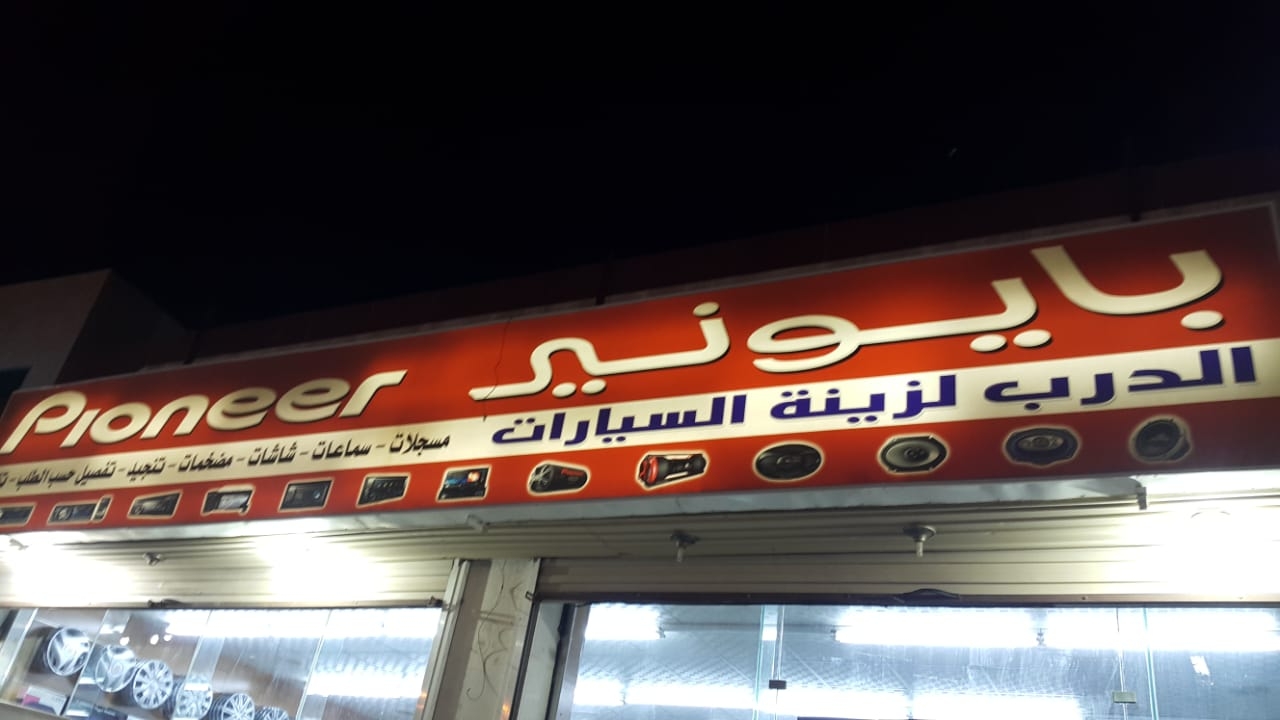 بايونير
Pioneer
الدرب لزينة السيارات
مسجلات - سماعات - شاشات - مضخمات - تنجيد - تفصيل حسب الطلب -